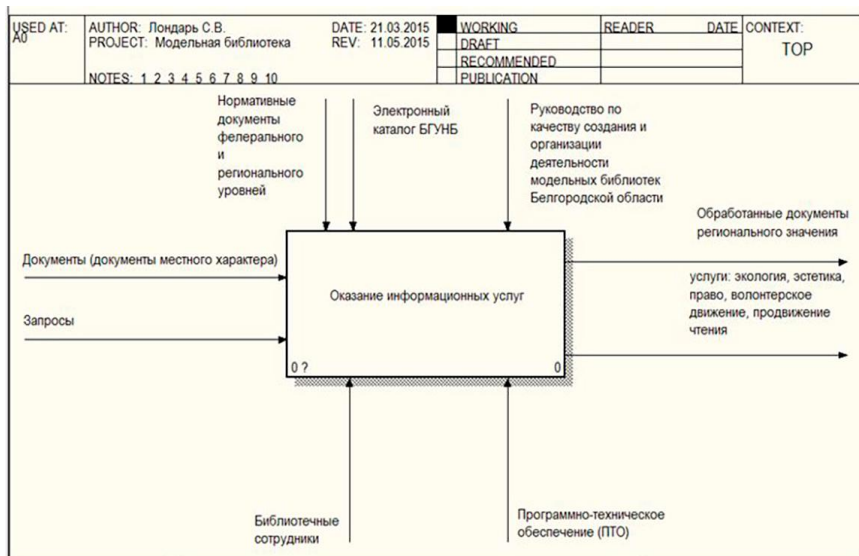 USED AT:
A0
AUTHOR: Лондарь С.В.
DATE: 21.03.2015
PROJECT: Модельная библиотека
REV: 11.05.2015
NOTES: 1 2 3 4 5 6 7 8 9 10
WORKING
DRAFT
RECOMMENDED
PUBLICATION
READER
DATE
CONTEXT:
TOP
Нормативные
документы
фелерального
и
регионального
уровней
Электронный
каталог БГУНБ
Руководство по
качеству создания и
организации
деятельности
модельных библиотек
Белгородской области
Обработанные документы
регионального значения
Документы (документы местного характера)
услуги: экология, эстетика,
право, волонтерское
движение, продвижение
чтения
Оказание информационных услуг
Запросы
0 ?
0
Библиотечные
сотрудники
Программно-техническое
обеспечение (ПТО)